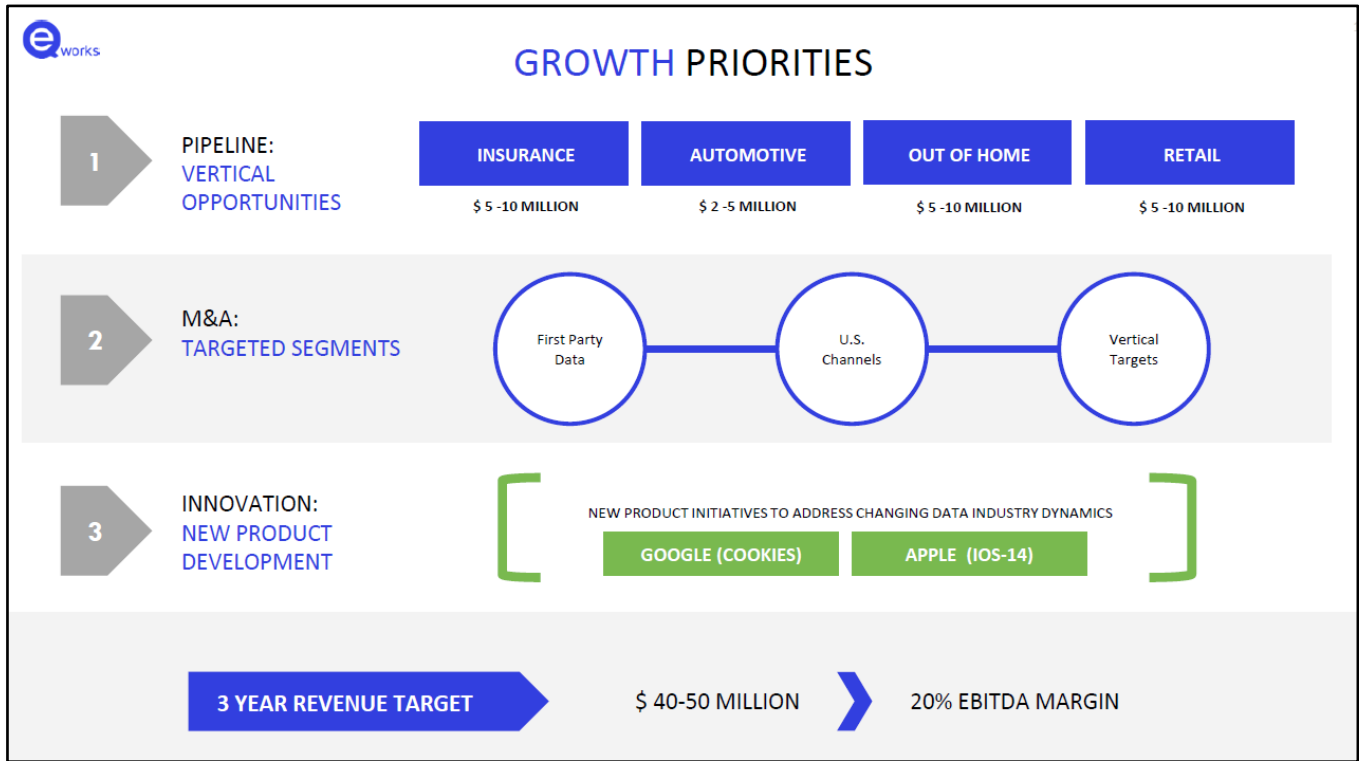 eQ works
GROWTH PRIORITIES
1
PIPELINE:
VERTICAL
OPPORTUNITIES
INSURANCE
$ 5 -10 MILLION
AUTOMOTIVE
$ 2 -5 MILLION
OUT OF HOME
$ 5 -10 MILLION
RETAIL
$ 5 -10 MILLION
2
M&A:
TARGETED SEGMENTS
First Party
Data
U.S.
Channels
Vertical
Targets
3
INNOVATION:
NEW PRODUCT
DEVELOPMENT
NEW PRODUCT INITIATIVES TO ADDRESS CHANGING DATA INDUSTRY DYNAMICS
GOOGLE (COOKIES)
APPLE (IOS-14)
3 YEAR REVENUE TARGET
$ 40-50 MILLION
20% EBITDA MARGIN